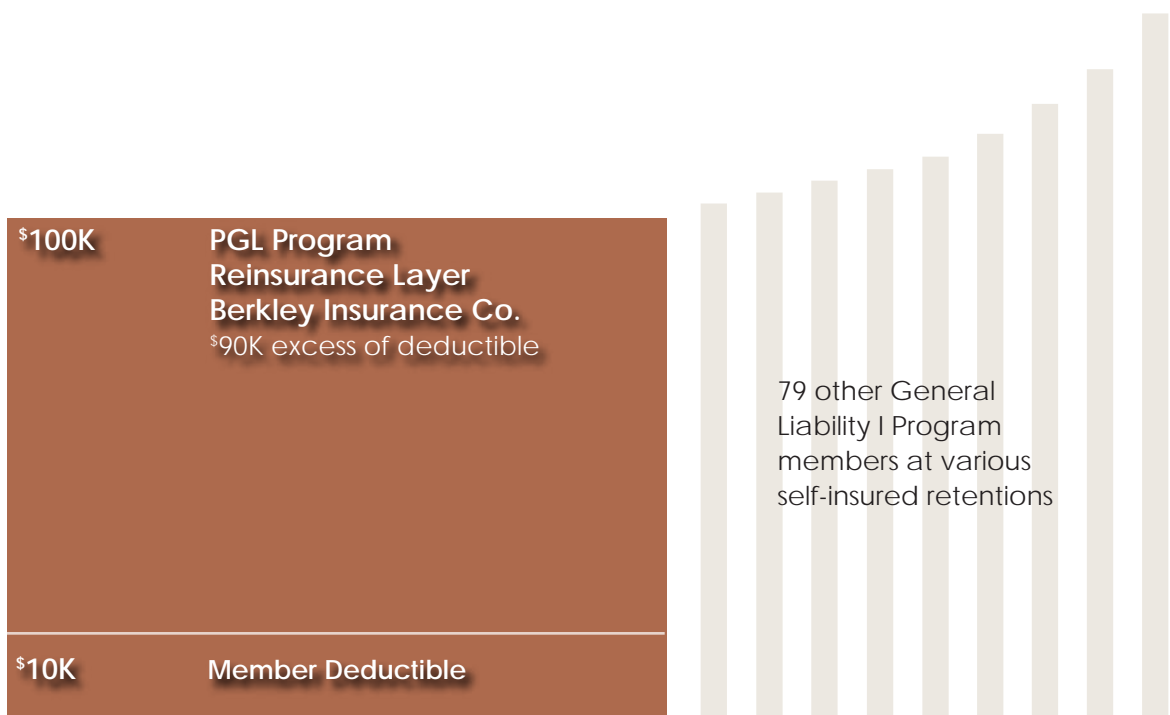 $100K PGL Program
Reinsurance Layer
Berkley Insurance Co.
$90K excess of deductible
79 other General
Liability I Program
members at various
self-insured retentions
$10K Member Deductible